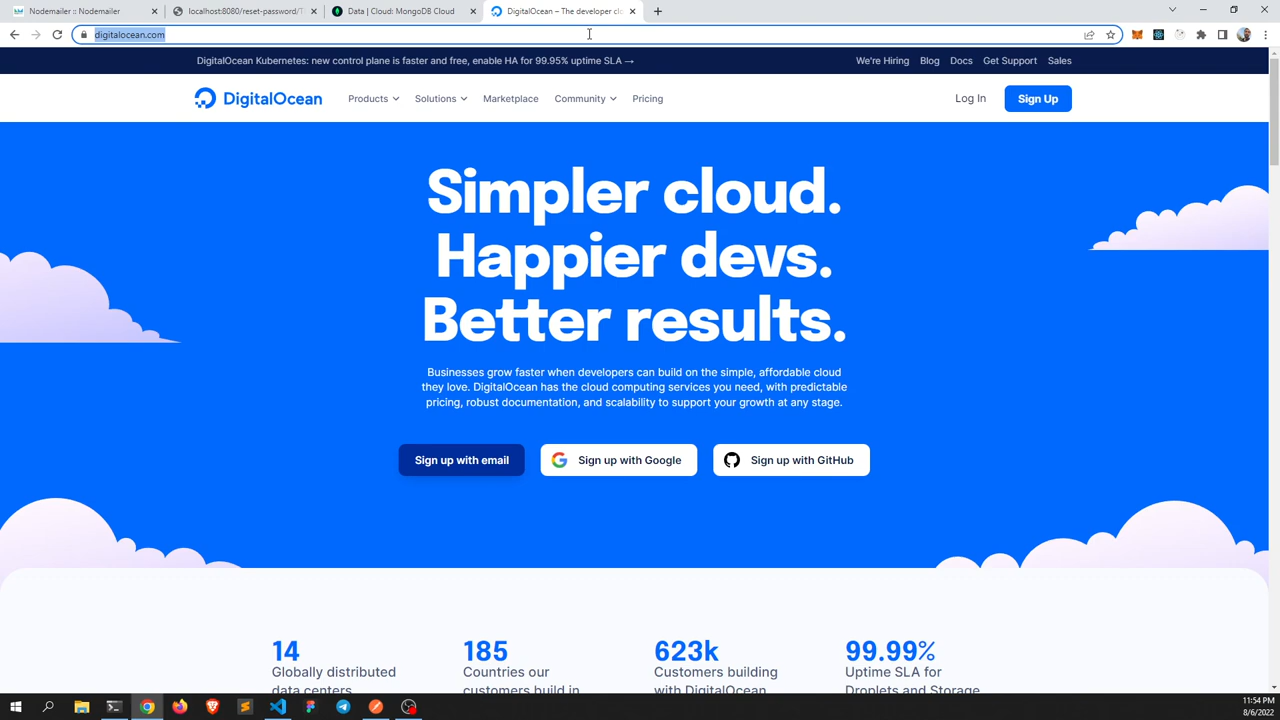 Nodemailer :: Nodemailer
localhost:8080/reset-password/
Data | Cloud: MongoDB Cloud
DigitalOcean – The developer clo
digitalocean.com
DigitalOcean Kubernetes: new control plane is faster and free, enable HA for 99.95% uptime SLA →
We're Hiring Blog Docs Get Support Sales
DigitalOcean Products Solutions Marketplace Community Pricing Log In Sign Up
Simpler cloud.
Happier devs.
Better results.
Businesses grow faster when developers can build on the simple, affordable cloud
they love. DigitalOcean has the cloud computing services you need, with predictable
pricing, robust documentation, and scalability to support your growth at any stage.
Sign up with email Sign up with Google Sign up with GitHub
14 185 623k 99.99%
Globally distributed Countries our Customers building Uptime SLA for
data centers customers build in with DigitalOcean Droplets and Storage
11:54 PM
8/6/2022